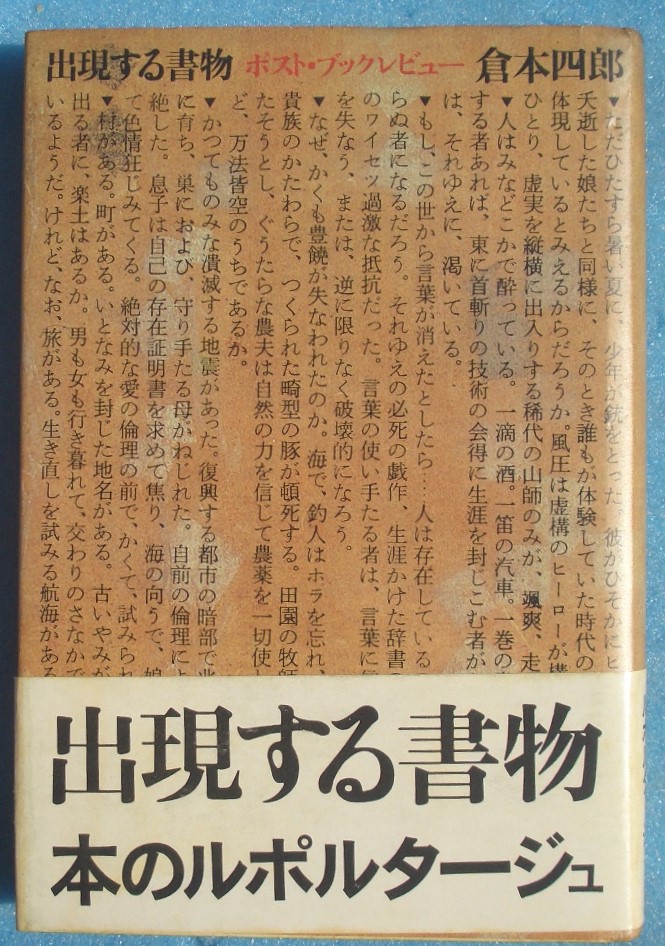 出現する書物 ポスト・ブックレビュー 倉本四郎
▼ただひたすら暑い夏に、少年が銃をとった。彼がひそかにヒ
夭逝した娘たちと同様に、そのとき誰もが体験していた時代の
体現しているとみえるからだろうか。風圧は虚構のヒーローが横
ひとり、虚実を縦横に出入りする稀代の山師のみが、颯爽、走
▼人はみなどこかで酔っている。一滴の酒。一笛の汽車。一巻の
する者あれば、東に首斬りの技術の会得に生涯を封じこむ者が
は、それゆえに、渇いている。
▼もし、この世から言葉が消えたとしたら…人は存在している
らぬ者になるだろう。それゆえの必死の戯作、生涯かけた辞書
のワイセツ過激な抵抗だった。言葉の使い手たる者は、言葉に
を失なう、または、逆に限りなく破壊的になろう。
▼なぜ、かくも豊饒が失なわれたのか。海で、釣人はホラを忘れ、
貴族のかたわらで、つくられた畸型の豚が頓死する。田園の牧師
たそうとし、ぐうたらな農夫は自然の力を信じて農薬を一切使
ど、万法皆空のうちであるか。
▼かつてものみな潰滅する地震があった。復興する都市の暗部で
に育ち、巣におよび、守り手たる母がねじれた。自前の倫理に
絶した。息子は自己の存在証明書を求めて焦り、海の向うで、娘
て色情狂じみてくる。絶対的な愛の倫理の前で、かくて、試みられ
▼村がある。町がある。いとなみを封じた地名がある。古いやみが
出る者に、楽土はあるか。男も女も行き暮れて、交わりのさなかで
いるようだ。けれど、なお、旅がある。生き直しを試みる航海がある
出現する書物
本のルポルタージュ